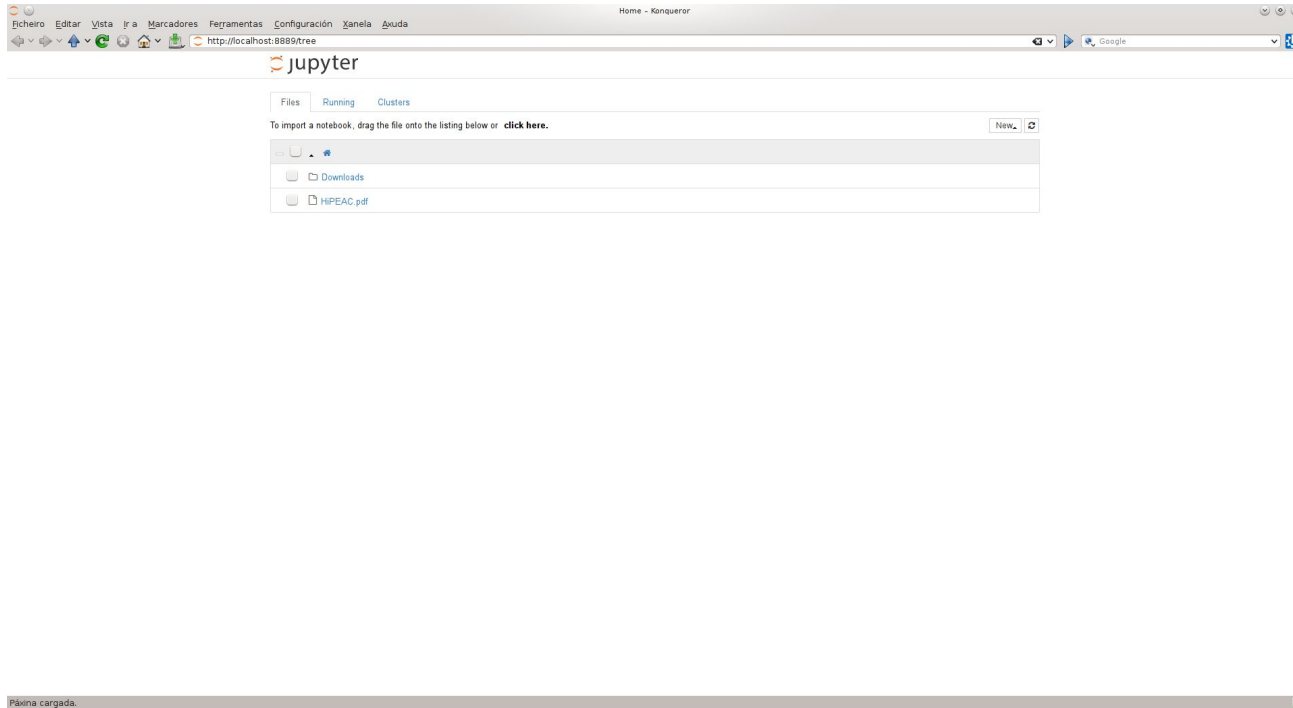 Home - Konqueror
Ficheiro Editar Vista Ir a Marcadores Ferramentas Configuración Xanela Axuda
http://localhost:8889/tree Google
jupyter
Files Running Clusters
To import a notebook, drag the file onto the listing below or click here. New
Downloads
HiPEAC.pdf
Páxina cargada.